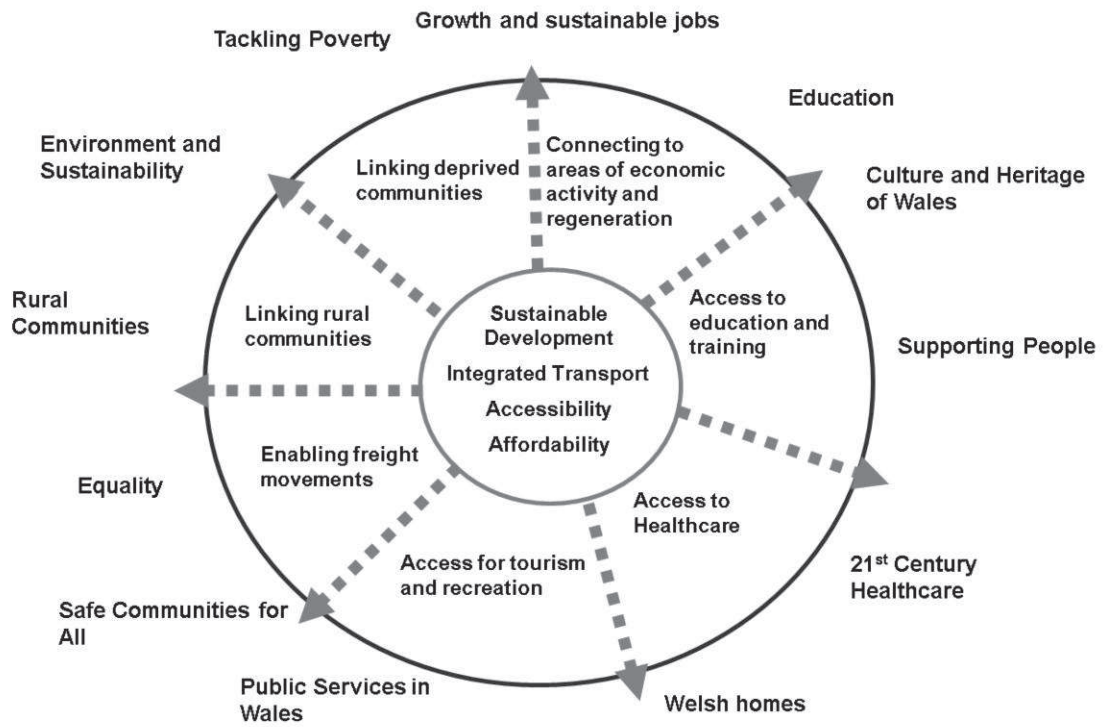 Growth and sustainable jobs
Tackling Poverty
Education
Environment and
Sustainability
Culture and Heritage
of Wales
Rural
Communities
Supporting People
Equality
21st Century
Healthcare
Safe Communities for
All
Public Services in
Wales
Welsh homes
Linking deprived
communities
Connecting to
areas of economic
activity and
regeneration
Linking rural
communities
Access to
education and
training
Enabling freight
movements
Access to
Healthcare
Access for tourism
and recreation
Sustainable
Development
Integrated Transport
Accessibility
Affordability